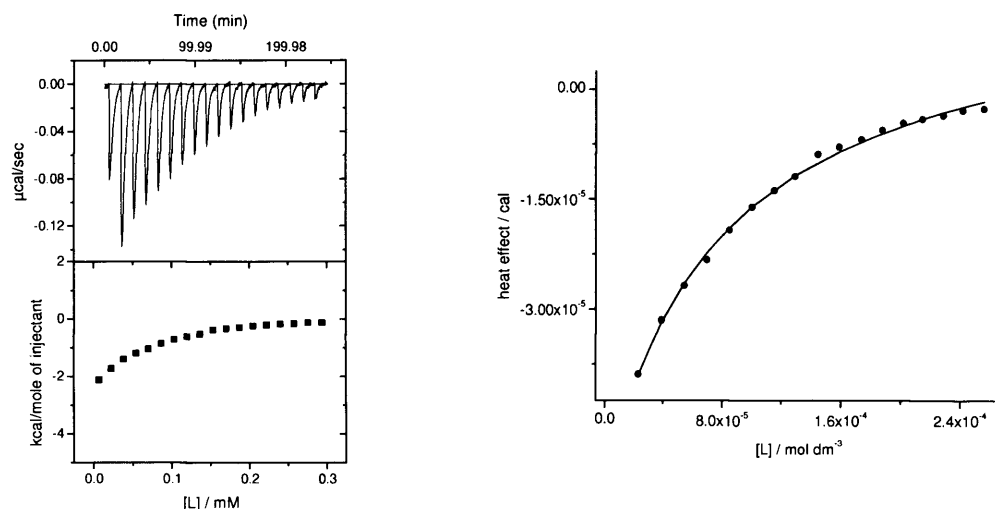 Time (min)
0.00 99.99 199.98
0.00
-0.04
-0.08
-0.12
µcal/sec
2
0
-2
-4
kcal/mole of injectant
0.0 0.1 0.2 0.3
[L] / mM
0.00
-1.50x10⁻⁵
-3.00x10⁻⁵
heat effect / cal
0.0 8.0x10⁻⁵ 1.6x10⁻⁴ 2.4x10⁻⁴
[L] / mol dm⁻³